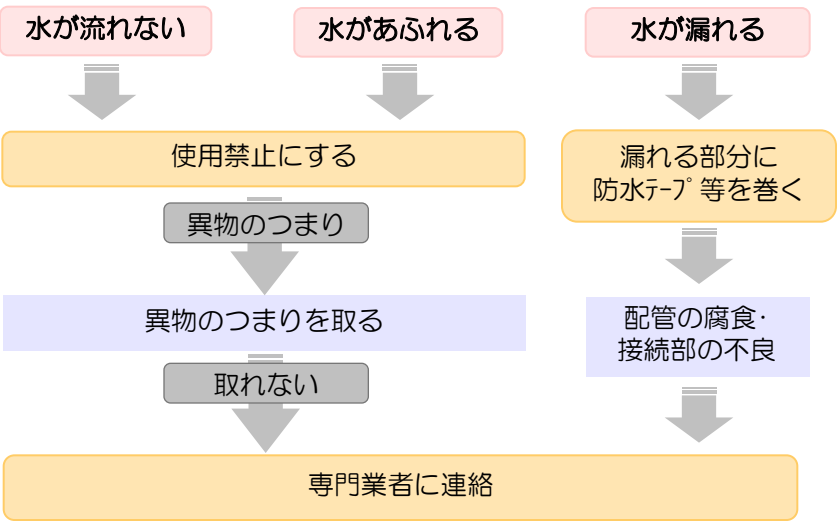 水が流れない
水があふれる
水が漏れる
使用禁止にする
漏れる部分に
防水ﾃｰﾌﾟ等を巻く
異物のつまり
異物のつまりを取る
配管の腐食・
接続部の不良
取れない
専門業者に連絡